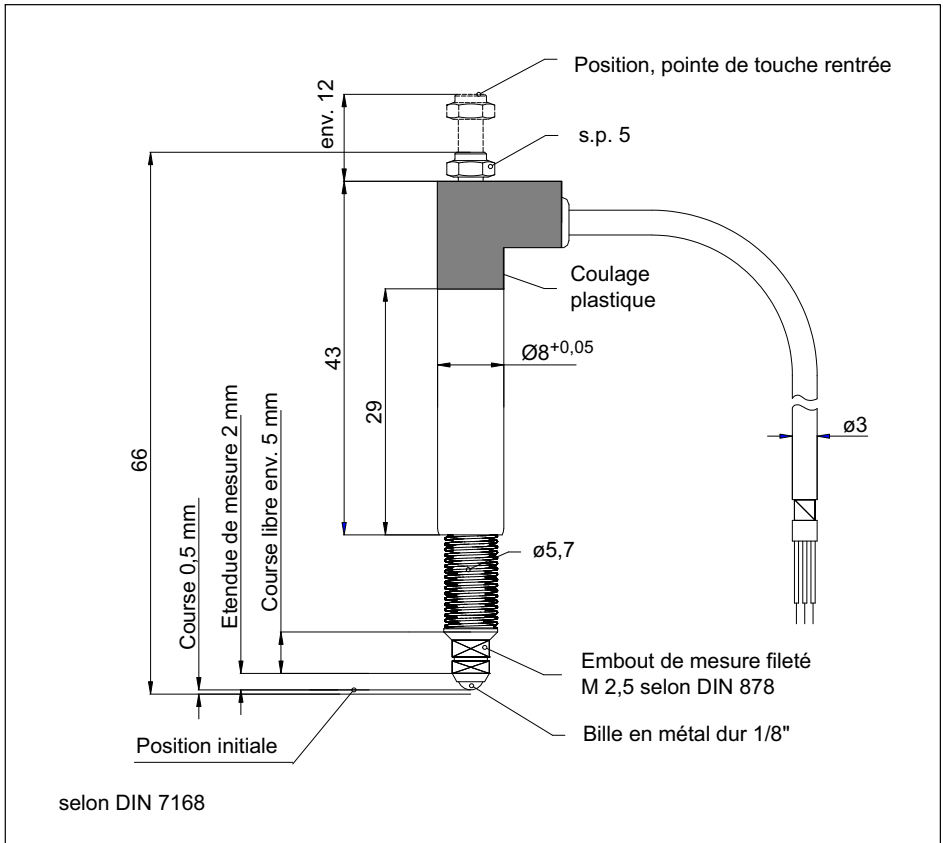 Position, pointe de touche rentrée
env. 12
s.p. 5
Coulage
plastique
Ø8+0,05
43
29
66
Course 0,5 mm
Etendue de mesure 2 mm
Course libre env. 5 mm
ø3
ø5,7
Embout de mesure fileté
M 2,5 selon DIN 878
Bille en métal dur 1/8"
Position initiale
selon DIN 7168